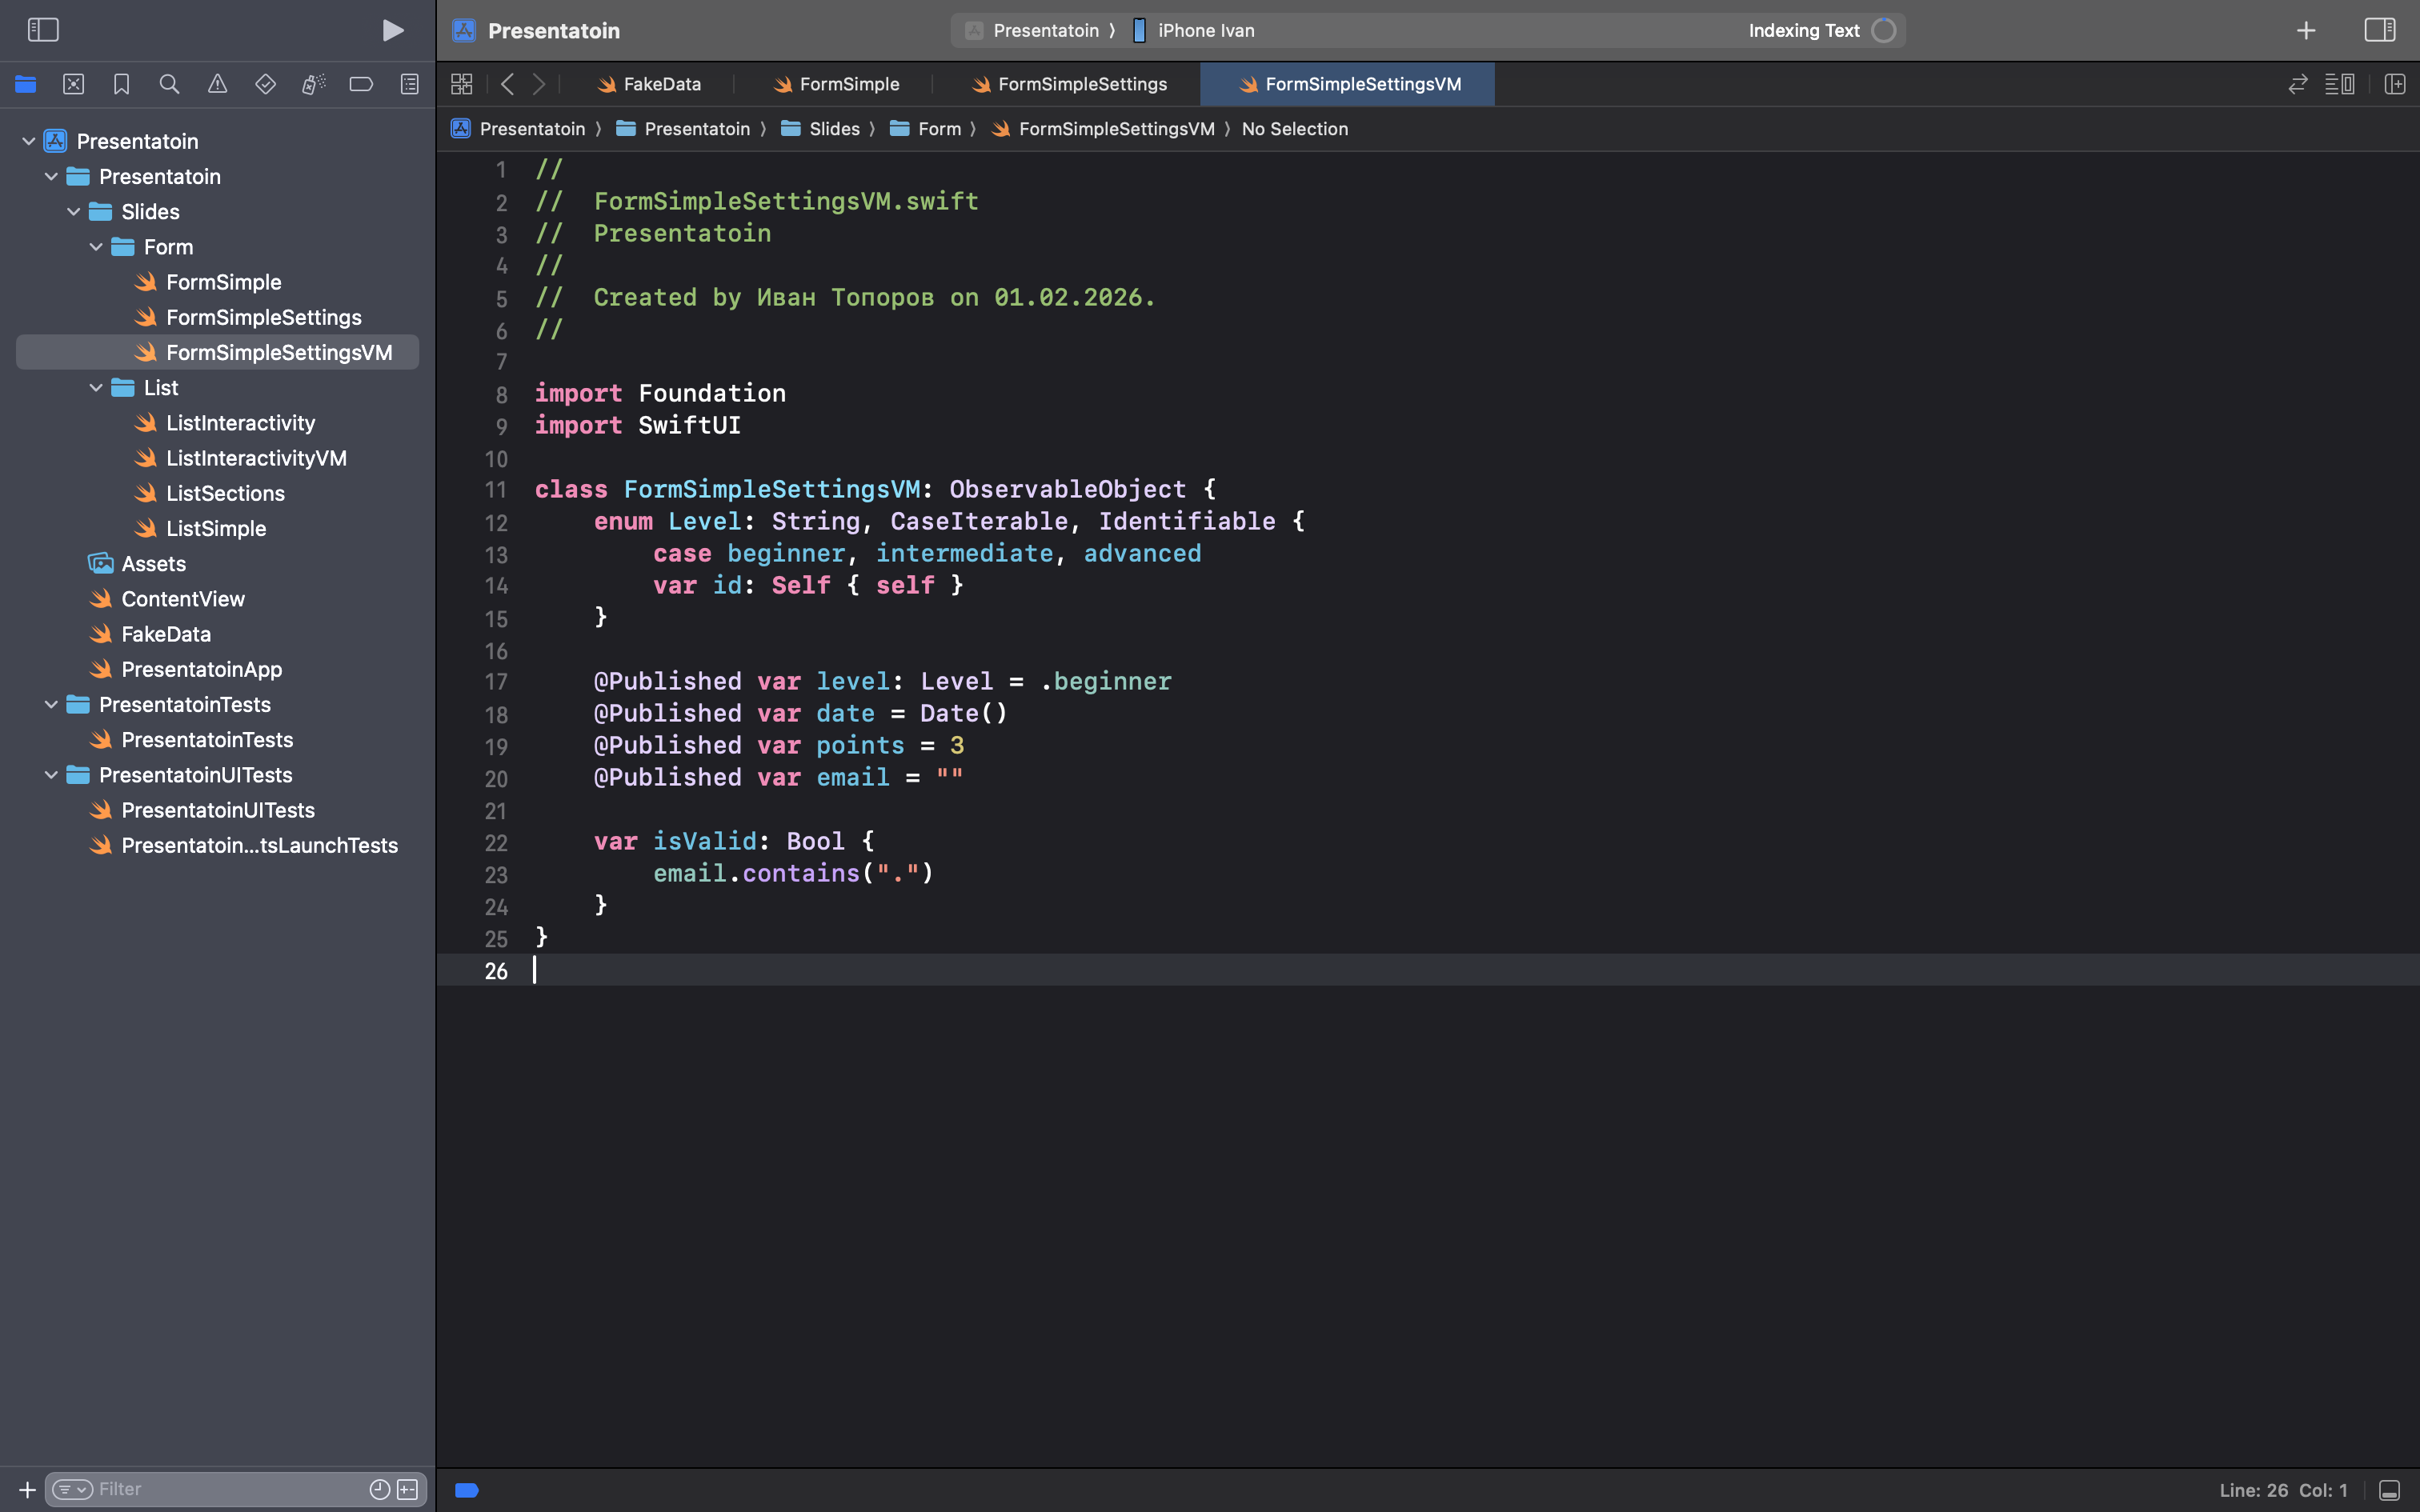 Presentatoin
Presentatoin 〉 iPhone Ivan
Indexing Text
FakeData
FormSimple
FormSimpleSettings
FormSimpleSettingsVM
Presentatoin 〉 Presentatoin 〉 Slides 〉 Form 〉 FormSimpleSettingsVM 〉 No Selection
Presentatoin
Presentatoin
Slides
Form
FormSimple
FormSimpleSettings
FormSimpleSettingsVM
List
ListInteractivity
ListInteractivityVM
ListSections
ListSimple
Assets
ContentView
FakeData
PresentatoinApp
PresentatoinTests
PresentatoinTests
PresentatoinUITests
PresentatoinUITests
Presentatoin...tsLaunchTests
Filter
1 //
2 //  FormSimpleSettingsVM.swift
3 //  Presentatoin
4 //
5 //  Created by Иван Топоров on 01.02.2026.
6 //
7
8 import Foundation
9 import SwiftUI
10
11 class FormSimpleSettingsVM: ObservableObject {
12     enum Level: String, CaseIterable, Identifiable {
13         case beginner, intermediate, advanced
14         var id: Self { self }
15     }
16
17     @Published var level: Level = .beginner
18     @Published var date = Date()
19     @Published var points = 3
20     @Published var email = ""
21
22     var isValid: Bool {
23         email.contains(".")
24     }
25 }
26
Line: 26 Col: 1